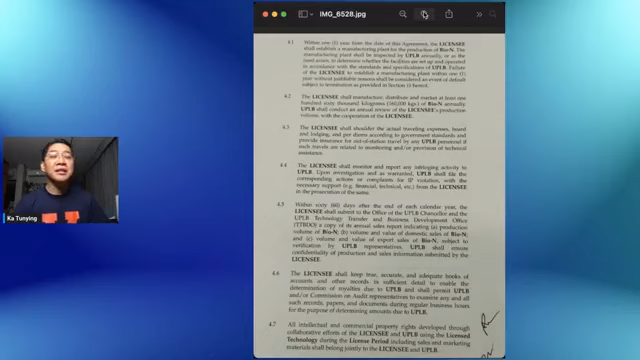 IMG_6528.jpg
4.1 Within one (1) year from the date of this Agreement, the LICENSEE
shall establish a manufacturing plant for the production of Bio-N. The
manufacturing plant shall be inspected by UPLB annually, or as the
need arises, to determine whether the facilities are set up and operated
in accordance with the standards and specifications of UPLB. Failure
of the LICENSEE to establish a manufacturing plant within one (1)
year without justifiable reasons shall be considered an event of default
subject to termination as provided in Section 11 hereof.
4.2 The LICENSEE shall manufacture, distribute and market at least one
hundred sixty thousand kilograms (160,000 kgs.) of Bio-N annually.
UPLB shall conduct an annual review of the LICENSEE's production
volume, with the cooperation of the LICENSEE.
4.3 The LICENSEE shall shoulder the actual traveling expenses, board
and lodging, and per diems according to government standards and
provide insurance for out-of-station travel by any UPLB personnel if
such travels are related to monitoring and/or provision of technical
assistance.
4.4 The LICENSEE shall monitor and report any infringing activity to
UPLB. Upon investigation and as warranted, UPLB shall file the
corresponding actions or complaints for IP violation, with the
necessary support (e.g. financial, technical, etc.) from the LICENSEE
in the prosecution of the same.
4.5 Within sixty (60) days after the end of each calendar year, the
LICENSEE shall submit to the Office of the UPLB Chancellor and the
UPLB Technology Transfer and Business Development Office
(TTBDO) a copy of its annual sales report indicating (a) production
volume of Bio-N; (b) volume and value of domestic sales of Bio-N;
and (c) volume and value of export sales of Bio-N, subject to
verification by UPLB representatives. UPLB shall ensure
confidentiality of production and sales information submitted by the
LICENSEE.
4.6 The LICENSEE shall keep true, accurate, and adequate books of
accounts and other records in sufficient detail to enable the
determination of royalties due to UPLB and shall permit UPLB
and/or Commission on Audit representatives to examine any and all
such records, papers, and documents during regular business hours
for the purpose of determining amounts due to UPLB.
4.7 All intellectual and commercial property rights developed through
collaborative efforts of the LICENSEE and UPLB using the Licensed
Technology during the License Period including sales and marketing
materials shall belong jointly to the LICENSEE and UPLB.
Ka Tunying